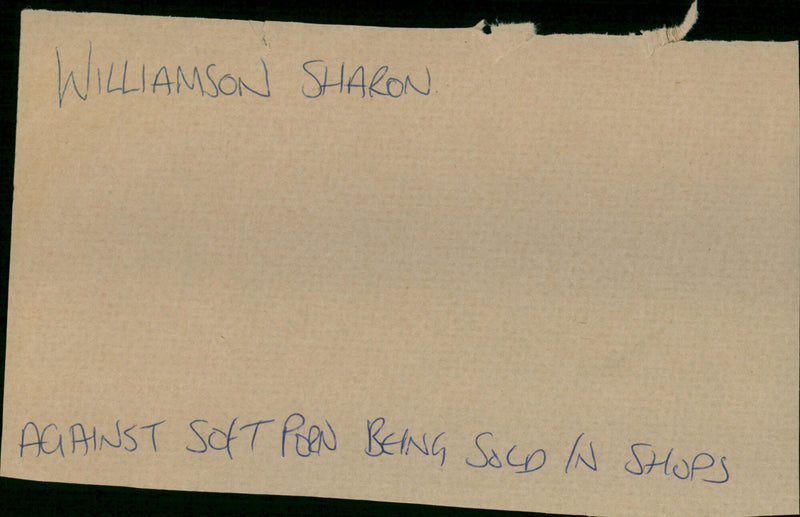 WILLIAMSON SHARON
AGAINST SOFT PORN BEING SOLD IN SHOPS